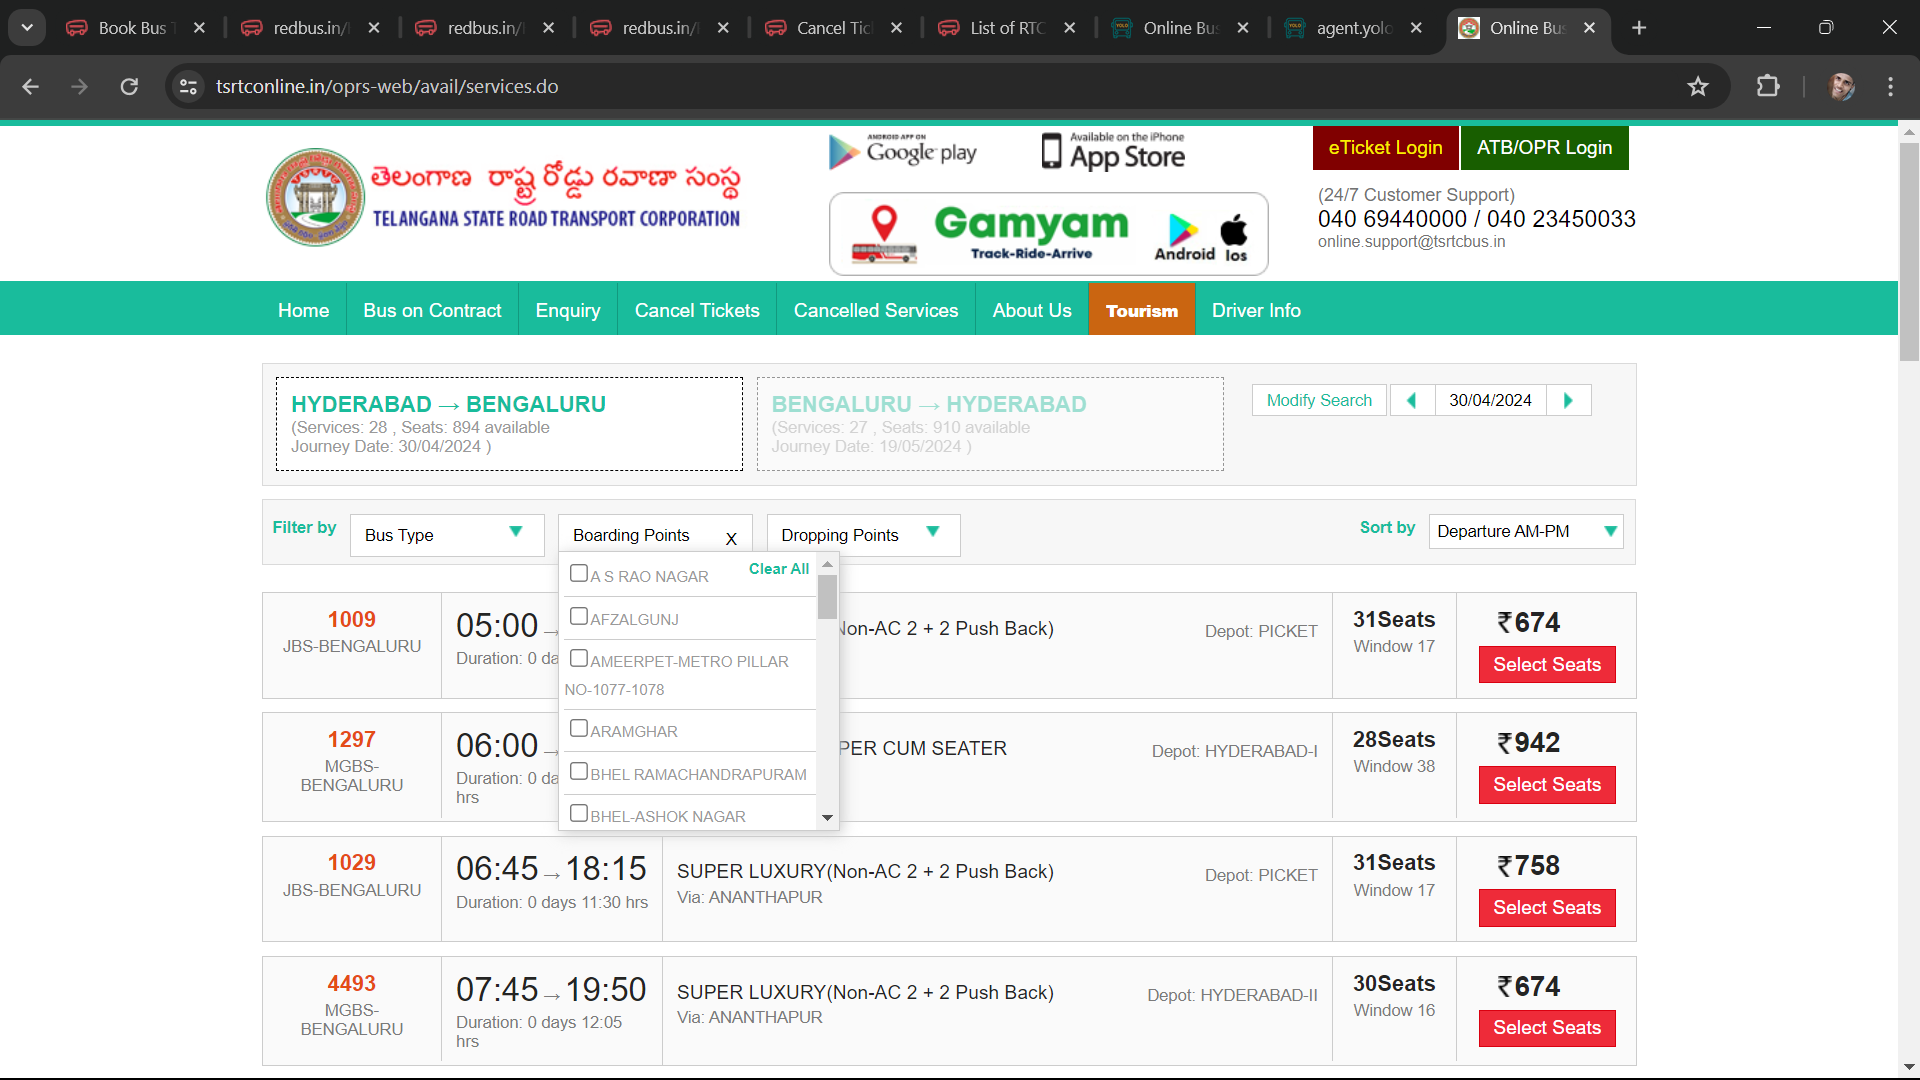 Book Bus T
redbus.in/
redbus.in/
redbus.in/
Cancel Tic
List of RTC
Online Bus
agent.yolo
Online Bus
tsrtconline.in/oprs-web/avail/services.do
తెలంగాణ రాష్ట్ర రోడ్డు రవాణా సంస్థ
TELANGANA STATE ROAD TRANSPORT CORPORATION
ANDROID APP ON
Google play
Available on the iPhone
App Store
Gamyam
Track-Ride-Arrive
Android Ios
eTicket Login
ATB/OPR Login
(24/7 Customer Support)
040 69440000 / 040 23450033
online.support@tsrtcbus.in
Home
Bus on Contract
Enquiry
Cancel Tickets
Cancelled Services
About Us
Tourism
Driver Info
HYDERABAD → BENGALURU
(Services: 28 , Seats: 894 available
Journey Date: 30/04/2024 )
BENGALURU → HYDERABAD
(Services: 27 , Seats: 910 available
Journey Date: 19/05/2024 )
Modify Search
30/04/2024
Filter by
Bus Type
Boarding Points
X
Dropping Points
Sort by
Departure AM-PM
Clear All
A S RAO NAGAR
AFZALGUNJ
AMEERPET-METRO PILLAR
NO-1077-1078
ARAMGHAR
BHEL RAMACHANDRAPURAM
BHEL-ASHOK NAGAR
1009
JBS-BENGALURU
05:00 →
Duration: 0 da
Non-AC 2 + 2 Push Back)
Depot: PICKET
31Seats
Window 17
₹674
Select Seats
1297
MGBS-
BENGALURU
06:00 →
Duration: 0 da
hrs
PER CUM SEATER
Depot: HYDERABAD-I
28Seats
Window 38
₹942
Select Seats
1029
JBS-BENGALURU
06:45 → 18:15
Duration: 0 days 11:30 hrs
SUPER LUXURY(Non-AC 2 + 2 Push Back)
Via: ANANTHAPUR
Depot: PICKET
31Seats
Window 17
₹758
Select Seats
4493
MGBS-
BENGALURU
07:45 → 19:50
Duration: 0 days 12:05
hrs
SUPER LUXURY(Non-AC 2 + 2 Push Back)
Via: ANANTHAPUR
Depot: HYDERABAD-II
30Seats
Window 16
₹674
Select Seats